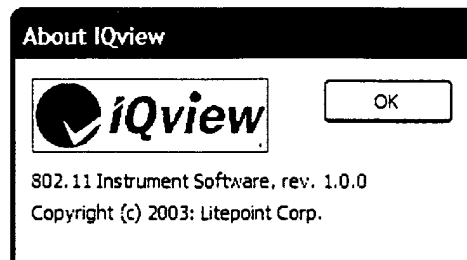 About IQview
iQview
OK
802.11 Instrument Software, rev. 1.0.0
Copyright (c) 2003: Litepoint Corp.